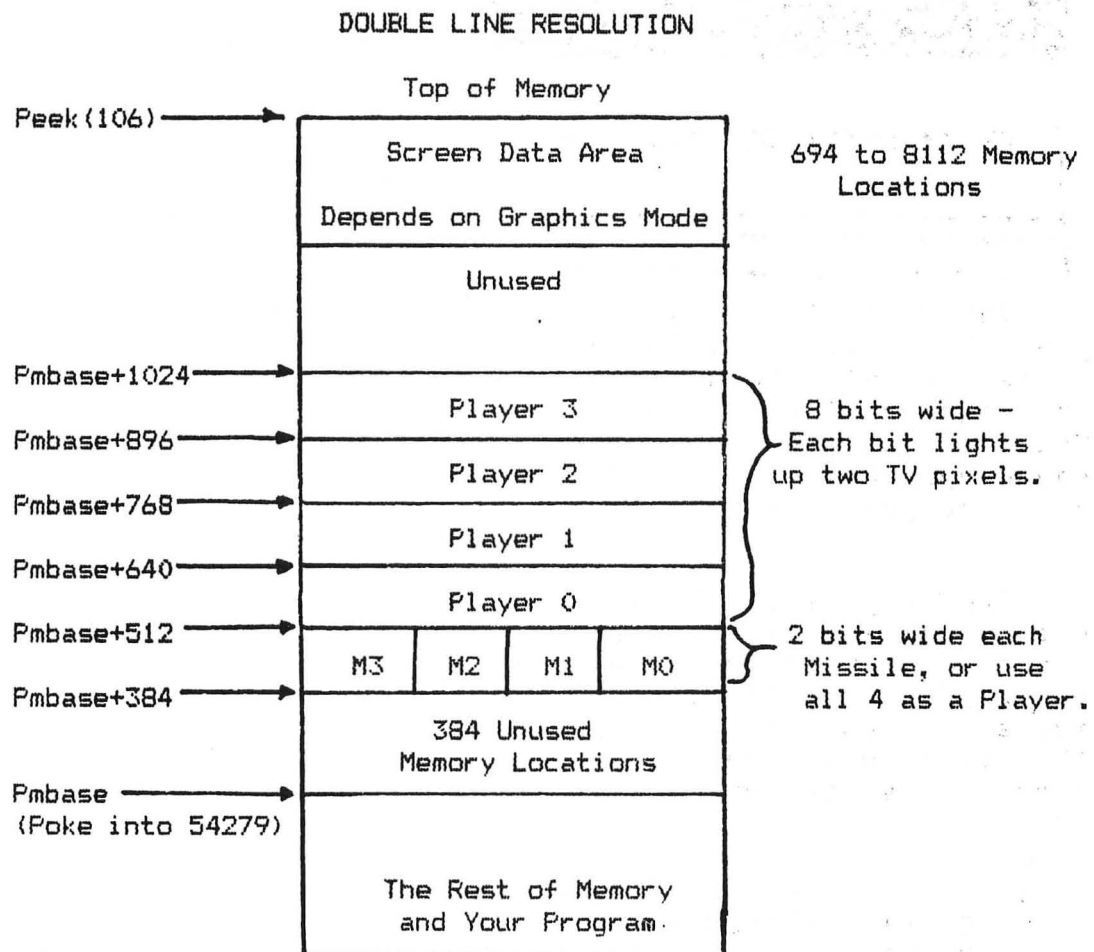 DOUBLE LINE RESOLUTION
Top of Memory
Peek(106)
Screen Data Area
Depends on Graphics Mode
694 to 8112 Memory
Locations
Unused
Pmbase+1024
Player 3
Pmbase+896
Player 2
Pmbase+768
Player 1
Pmbase+640
Player 0
Pmbase+512
8 bits wide -
Each bit lights
up two TV pixels.
M3 M2 M1 M0
Pmbase+384
2 bits wide each
Missile, or use
all 4 as a Player.
384 Unused
Memory Locations
Pmbase
(Poke into 54279)
The Rest of Memory
and Your Program